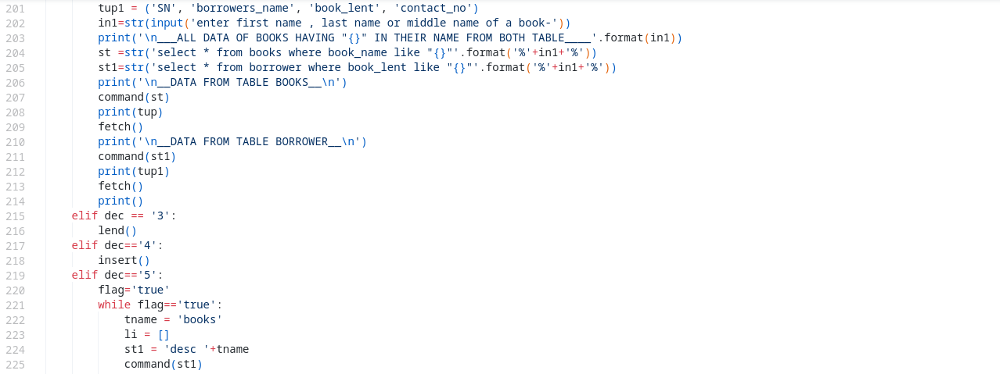 201 tup1 = ('SN', 'borrowers_name', 'book_lent', 'contact_no')
202 in1=str(input('enter first name , last name or middle name of a book-'))
203 print('\n___ALL DATA OF BOOKS HAVING "{}" IN THEIR NAME FROM BOTH TABLE____'.format(in1))
204 st =str('select * from books where book_name like "{}"'.format('%'+in1+'%'))
205 st1=str('select * from borrower where book_lent like "{}"'.format('%'+in1+'%'))
206 print('\n__DATA FROM TABLE BOOKS__\n')
207 command(st)
208 print(tup)
209 fetch()
210 print('\n__DATA FROM TABLE BORROWER__\n')
211 command(st1)
212 print(tup1)
213 fetch()
214 print()
215 elif dec == '3':
216 lend()
217 elif dec=='4':
218 insert()
219 elif dec=='5':
220 flag='true'
221 while flag=='true':
222 tname = 'books'
223 li = []
224 st1 = 'desc '+tname
225 command(st1)